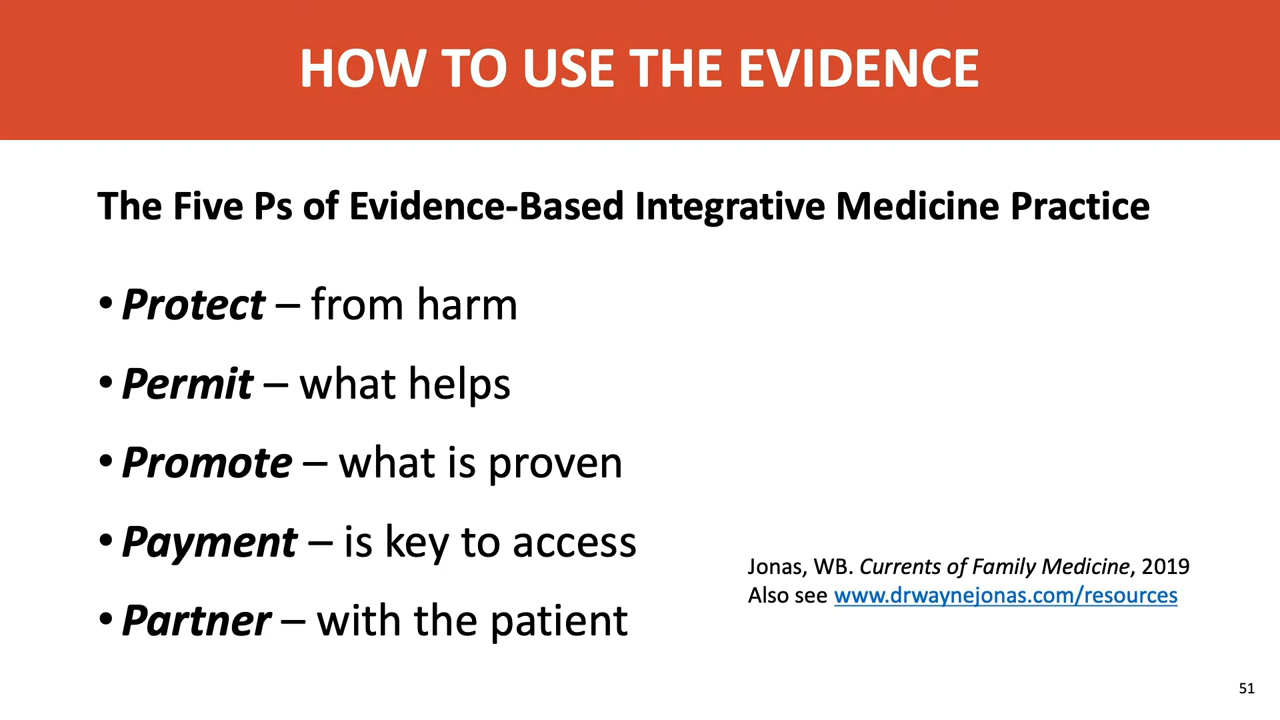 HOW TO USE THE EVIDENCE
The Five Ps of Evidence-Based Integrative Medicine Practice
• Protect – from harm
• Permit – what helps
• Promote – what is proven
• Payment – is key to access
• Partner – with the patient
Jonas, WB. Currents of Family Medicine, 2019
Also see www.drwaynejonas.com/resources
51